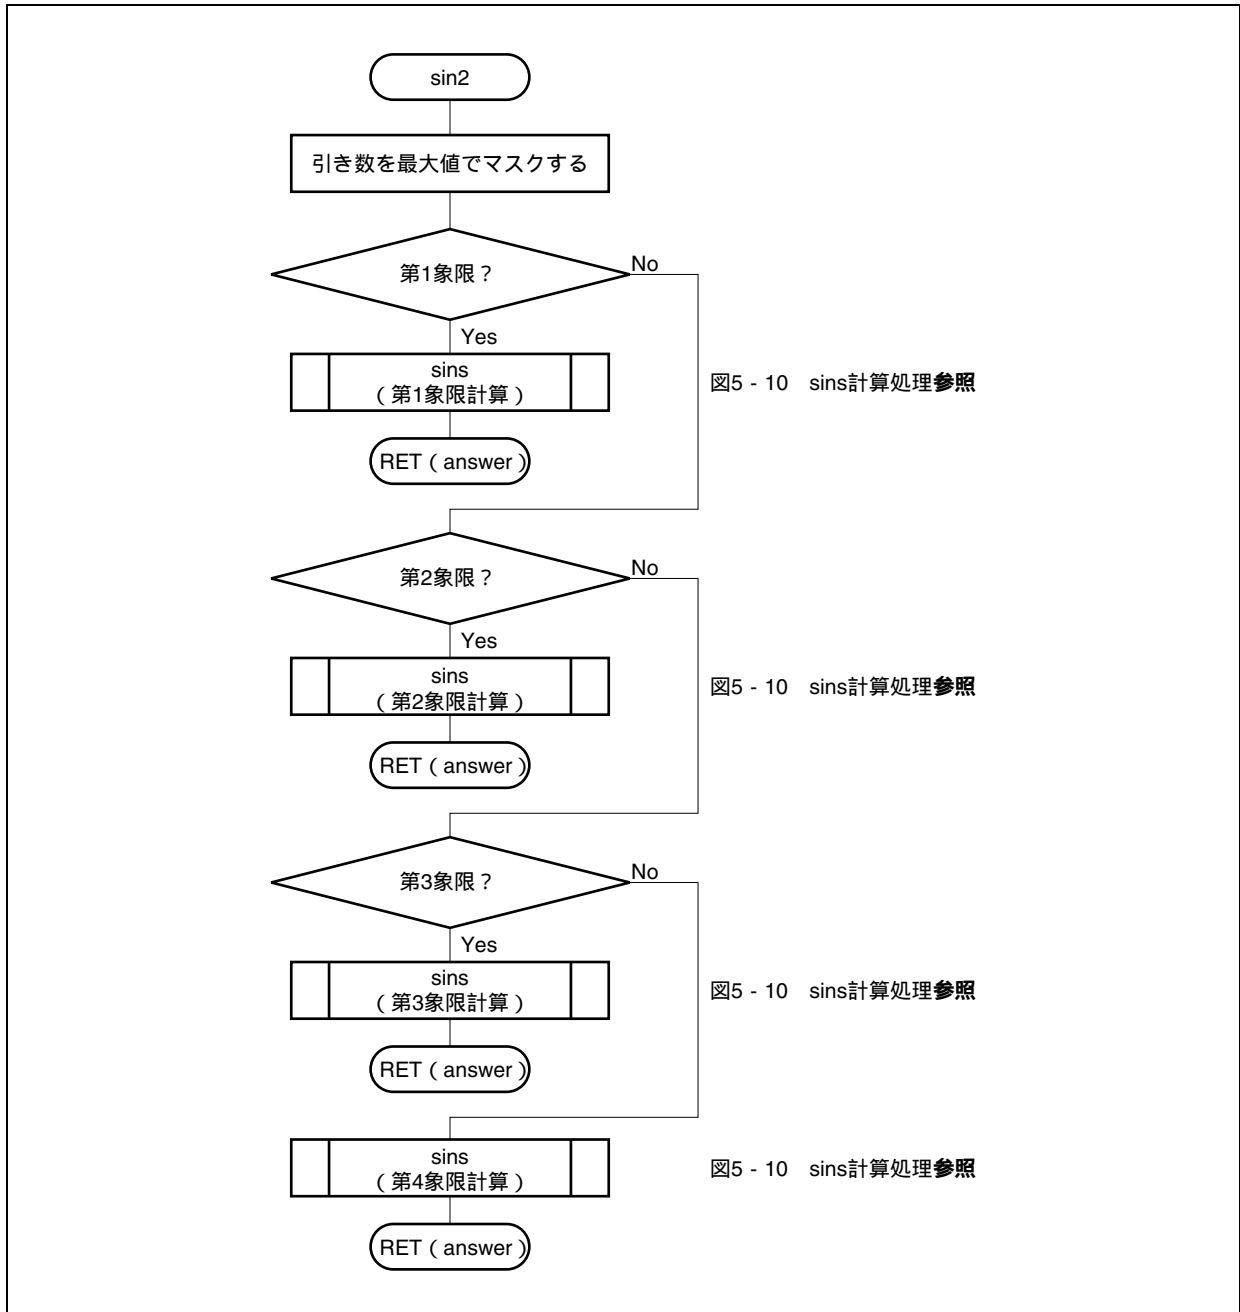 sin2
引き数を最大値でマスクする
第1象限？
No
Yes
sins
（第1象限計算）
図5-10　sins計算処理参照
RET（answer）
第2象限？
No
Yes
sins
（第2象限計算）
図5-10　sins計算処理参照
RET（answer）
第3象限？
No
Yes
sins
（第3象限計算）
図5-10　sins計算処理参照
RET（answer）
sins
（第4象限計算）
図5-10　sins計算処理参照
RET（answer）